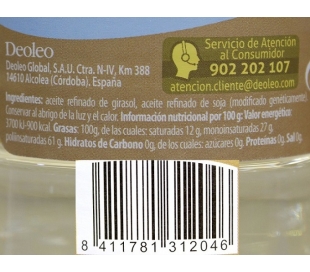 Deoleo
Deoleo Global, S.A.U. Ctra. N-IV, Km 388
14610 Alcolea (Córdoba). España
Servicio de Atención
al Consumidor
902 202 107
atencion.cliente@deoleo.com
Ingredientes: aceite refinado de girasol, aceite refinado de soja (modificado genéticamente).
Conservar al abrigo de la luz y el calor. Información nutricional por 100 g: Valor energético:
3700 kJ-900 kcal. Grasas: 100g, de las cuales: saturadas 12 g, monoinsaturadas 27 g,
poliinsaturadas 61 g. Hidratos de Carbono 0g, de los cuales: azúcares 0g. Proteínas 0g. Sal 0g.
8 411781 312046